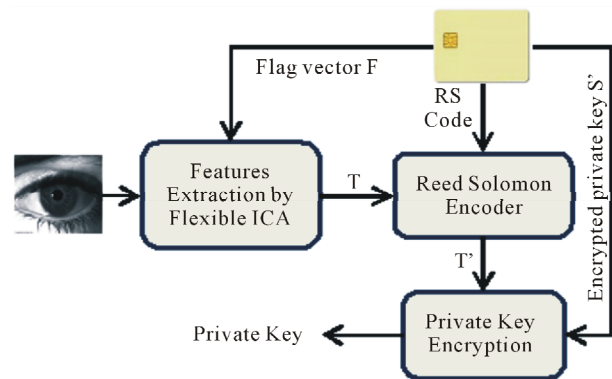 Flag vector F
RS
Code
Encrypted private key S’
Features
Extraction by
Flexible ICA
T
Reed Solomon
Encoder
T’
Private Key
Private Key
Encryption